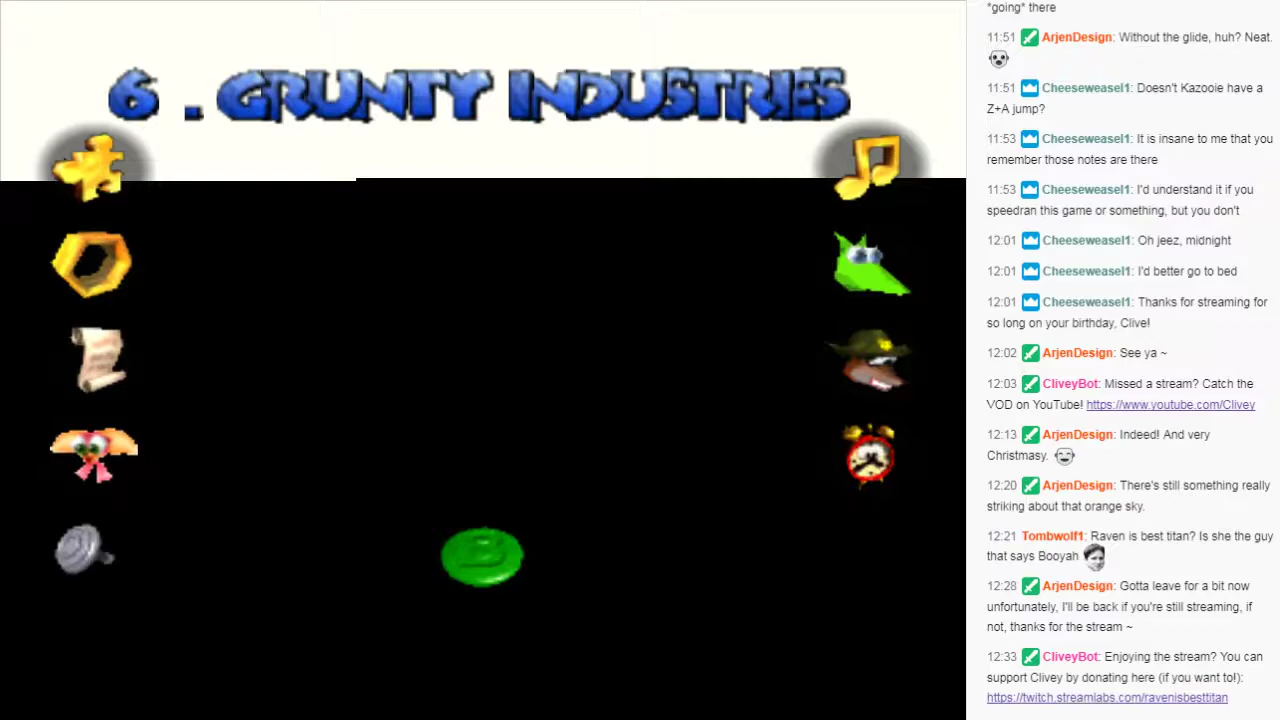 6 . GRUNTY INDUSTRIES
*going* there
11:51 ArjenDesign: Without the glide, huh? Neat.
11:51 Cheeseweasel1: Doesn't Kazooie have a
Z+A jump?
11:53 Cheeseweasel1: It is insane to me that you
remember those notes are there
11:53 Cheeseweasel1: I'd understand it if you
speedran this game or something, but you don't
12:01 Cheeseweasel1: Oh jeez, midnight
12:01 Cheeseweasel1: I'd better go to bed
12:01 Cheeseweasel1: Thanks for streaming for
so long on your birthday, Clive!
12:02 ArjenDesign: See ya ~
12:03 CliveyBot: Missed a stream? Catch the
VOD on YouTube! https://www.youtube.com/Clivey
12:13 ArjenDesign: Indeed! And very
Christmasy.
12:20 ArjenDesign: There's still something really
striking about that orange sky.
12:21 Tombwolf1: Raven is best titan? Is she the guy
that says Booyah
12:28 ArjenDesign: Gotta leave for a bit now
unfortunately, I'll be back if you're still streaming, if
not, thanks for the stream ~
12:33 CliveyBot: Enjoying the stream? You can
support Clivey by donating here (if you want to!):
https://twitch.streamlabs.com/ravenisbesttitan